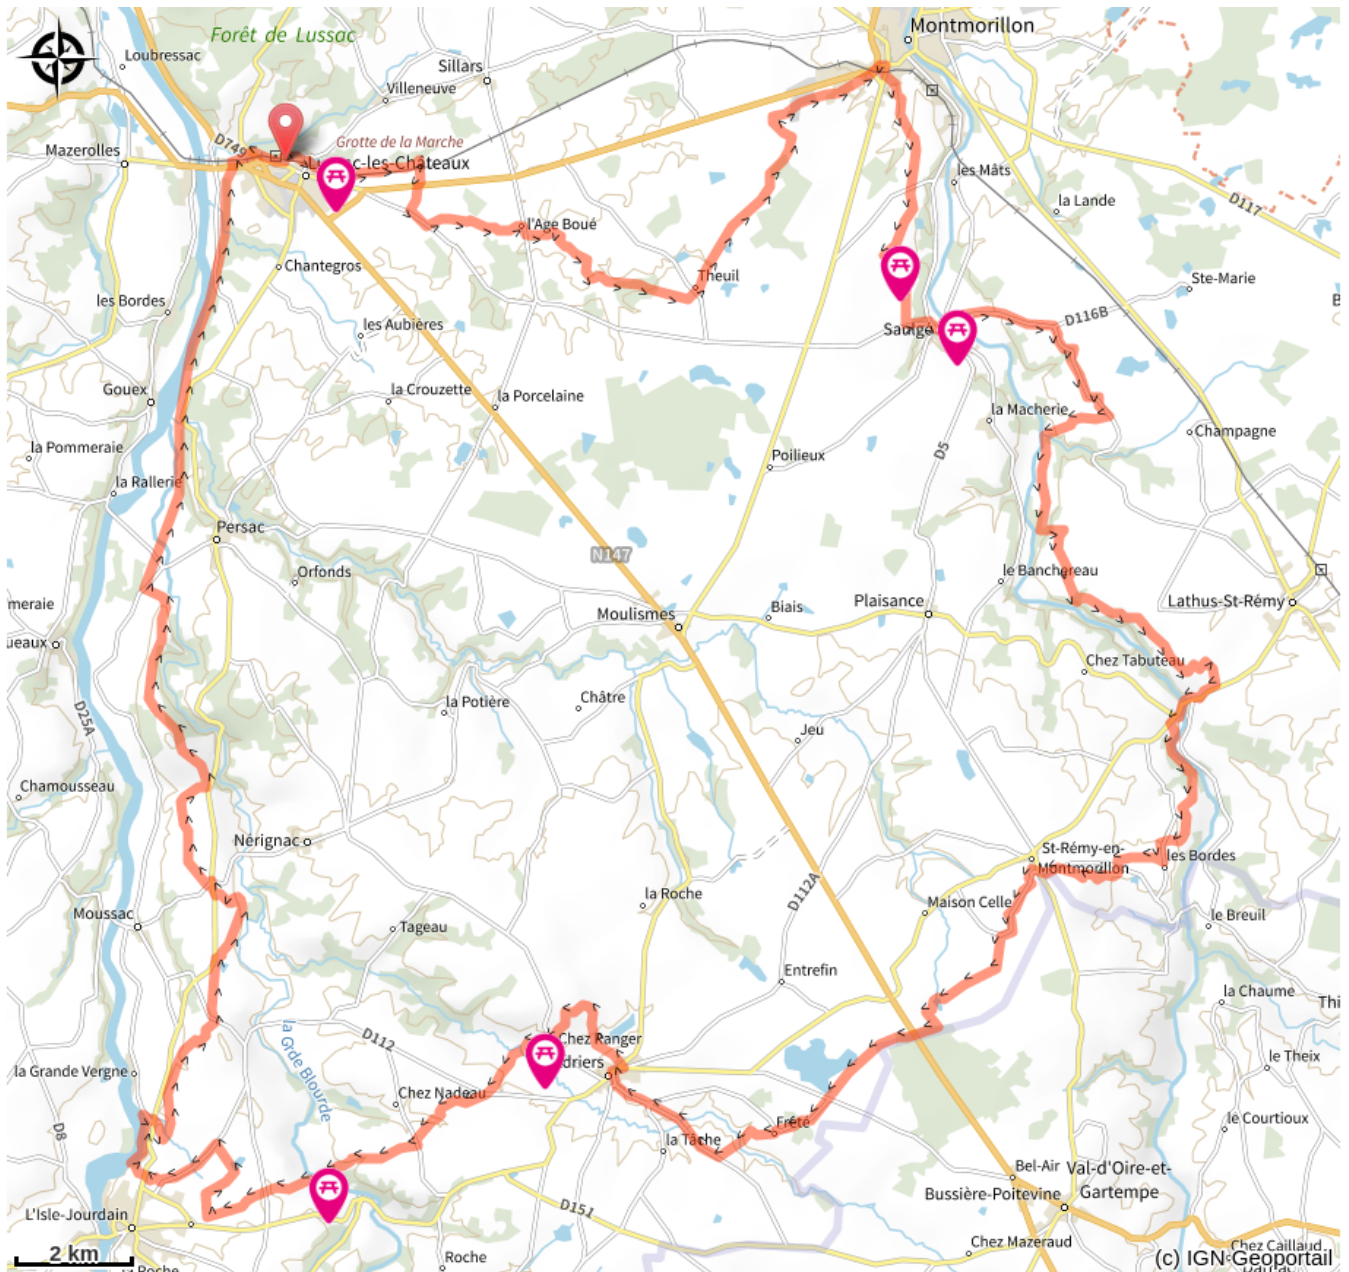 Montmorillon
Forêt de Lussac
Loubressac
Sillars
Villeneuve
D749
Grotte de la Marche
Mazerolles
-les-Châteaux
les Mâts
la Lande
D117
l'Age Boué
Chantegros
Theuil
Ste-Marie
les Bordes
les Aubières
D116B
Saulgé
Gouex
la Crouzette
la Porcelaine
la Macherie
Champagne
la Pommeraie
D5
Poilieux
la Rallerie
Persac
N147
Orfonds
le Banchereau
meraie
Moulismes
Biais
Plaisance
Lathus-St-Rémy
ueaux
Chez Tabuteau
la Potière
Châtre
D25A
Jeu
Chamousseau
Nérignac
St-Rémy-en-
Montmorillon
les Bordes
D112A
la Roche
Maison Celle
Moussac
Tageau
le Breuil
Entrefin
la Chaume
Thi
la Grde Blourde
D112
Chez Ranger
driers
le Theix
la Grande Vergne
Chez Nadeau
le Courtioux
D8
Frété
la Tâche
Bel-Air
Val-d'Oire-et-
Gartempe
Bussière-Poitevine
D151
L'Isle-Jourdain
Chez Mazeraud
Chez Caillaud
2 km
Roche
(c) IGN Geoportail